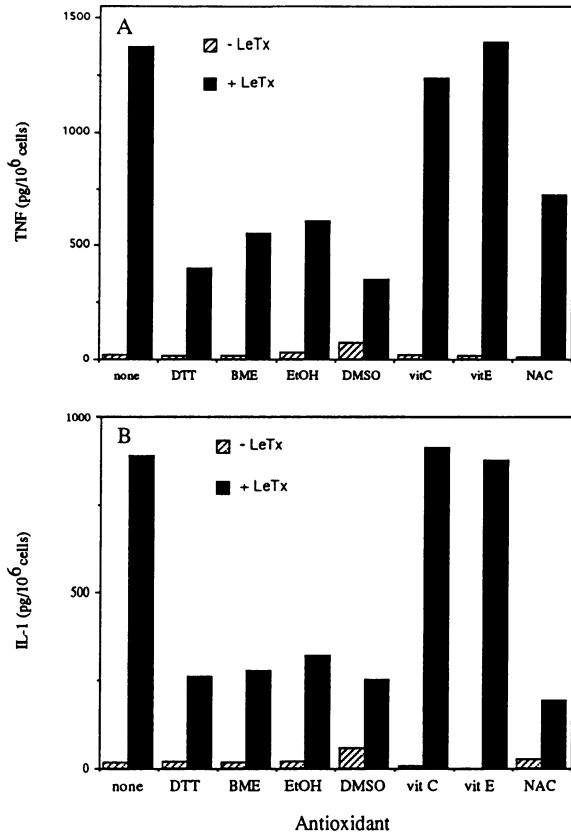 1500
A
- LeTx
+ LeTx
1000
TNF (pg/10^6 cells)
500
0
none DTT BME EtOH DMSO vitC vitE NAC
1000
B
- LeTx
+ LeTx
IL-1 (pg/10^6 cells)
500
0
none DTT BME EtOH DMSO vit C vit E NAC
Antioxidant